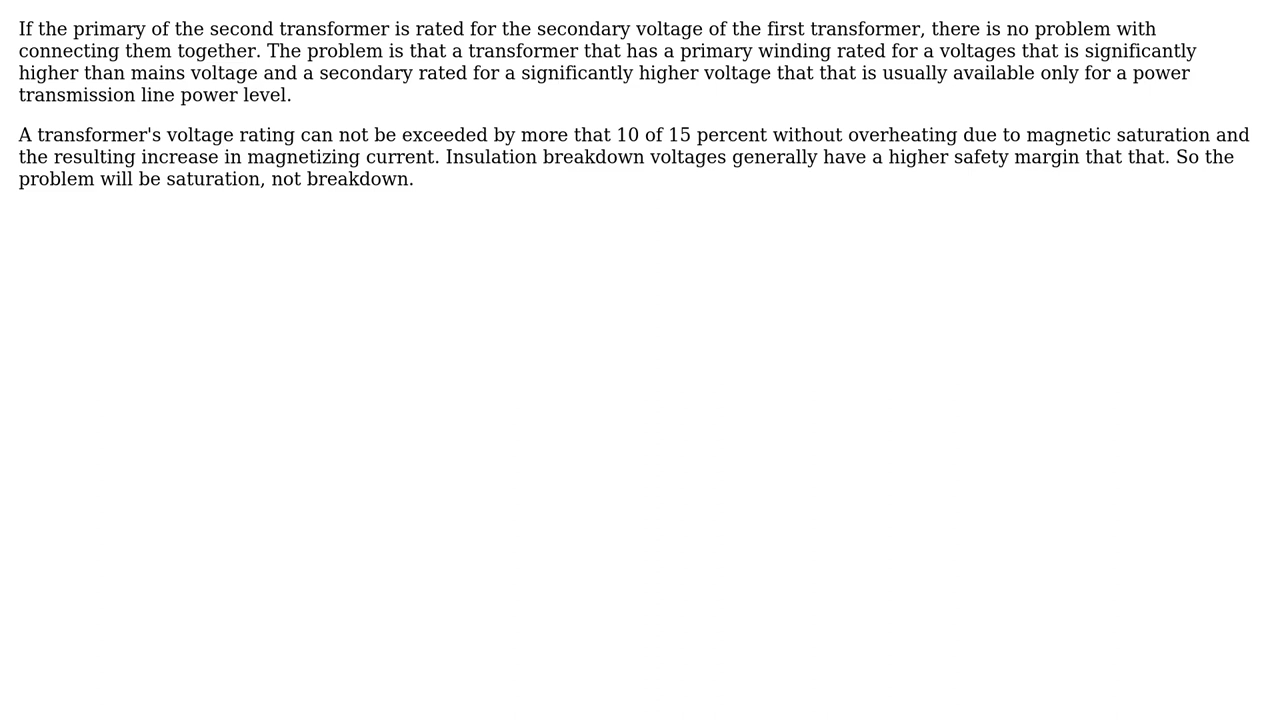 If the primary of the second transformer is rated for the secondary voltage of the first transformer, there is no problem with
connecting them together. The problem is that a transformer that has a primary winding rated for a voltages that is significantly
higher than mains voltage and a secondary rated for a significantly higher voltage that that is usually available only for a power
transmission line power level.
A transformer's voltage rating can not be exceeded by more that 10 of 15 percent without overheating due to magnetic saturation and
the resulting increase in magnetizing current. Insulation breakdown voltages generally have a higher safety margin that that. So the
problem will be saturation, not breakdown.